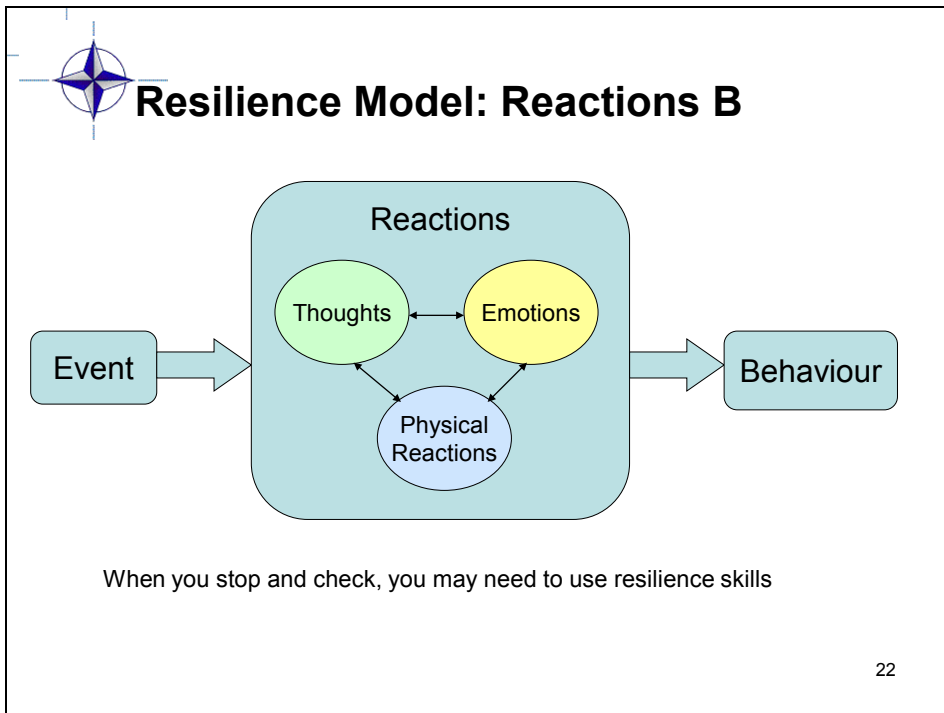 Resilience Model: Reactions B
Reactions
Thoughts
Emotions
Event
Behaviour
Physical
Reactions
When you stop and check, you may need to use resilience skills
22